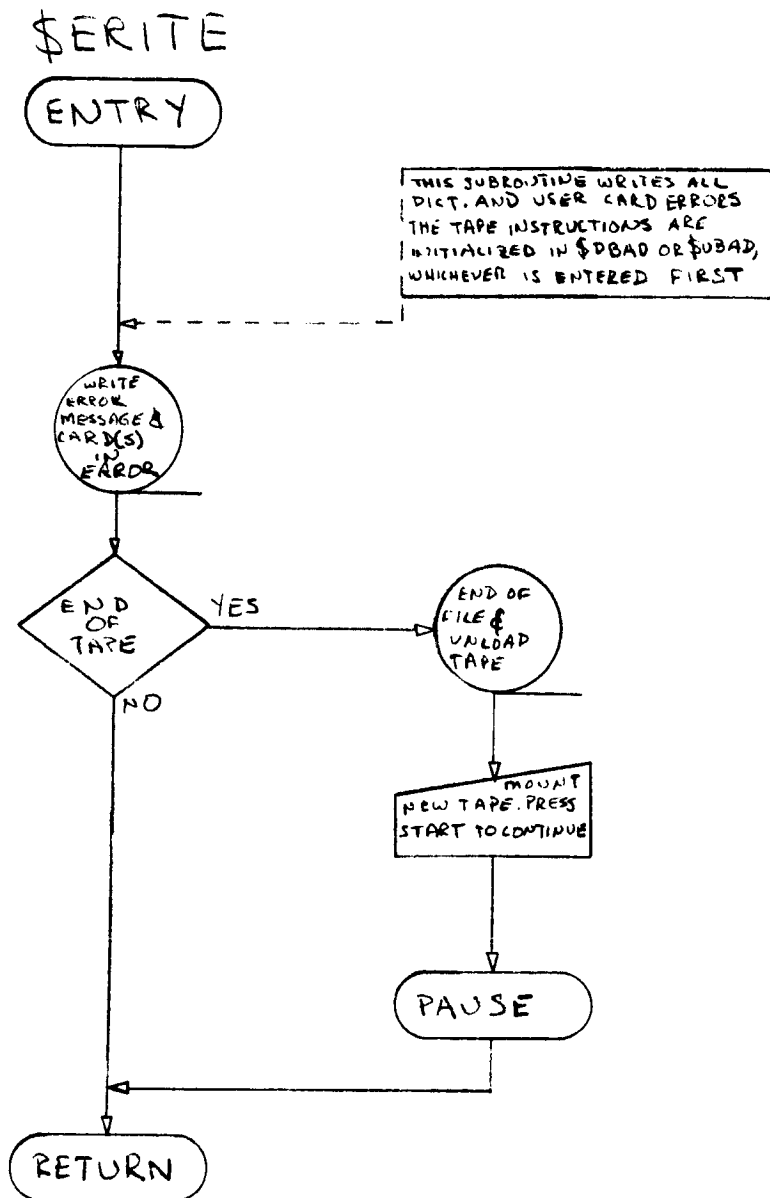 $ERITE
ENTRY
THIS SUBROUTINE WRITES ALL
DICT. AND USER CARD ERRORS
THE TAPE INSTRUCTIONS ARE
INITIALIZED IN $DBAD OR $UBAD,
WHICHEVER IS ENTERED FIRST
WRITE
ERROR
MESSAGE &
CARD(S)
IN
ERROR
END
OF
TAPE
YES
NO
END OF
FILE &
UNLOAD
TAPE
MOUNT
NEW TAPE. PRESS
START TO CONTINUE
PAUSE
RETURN